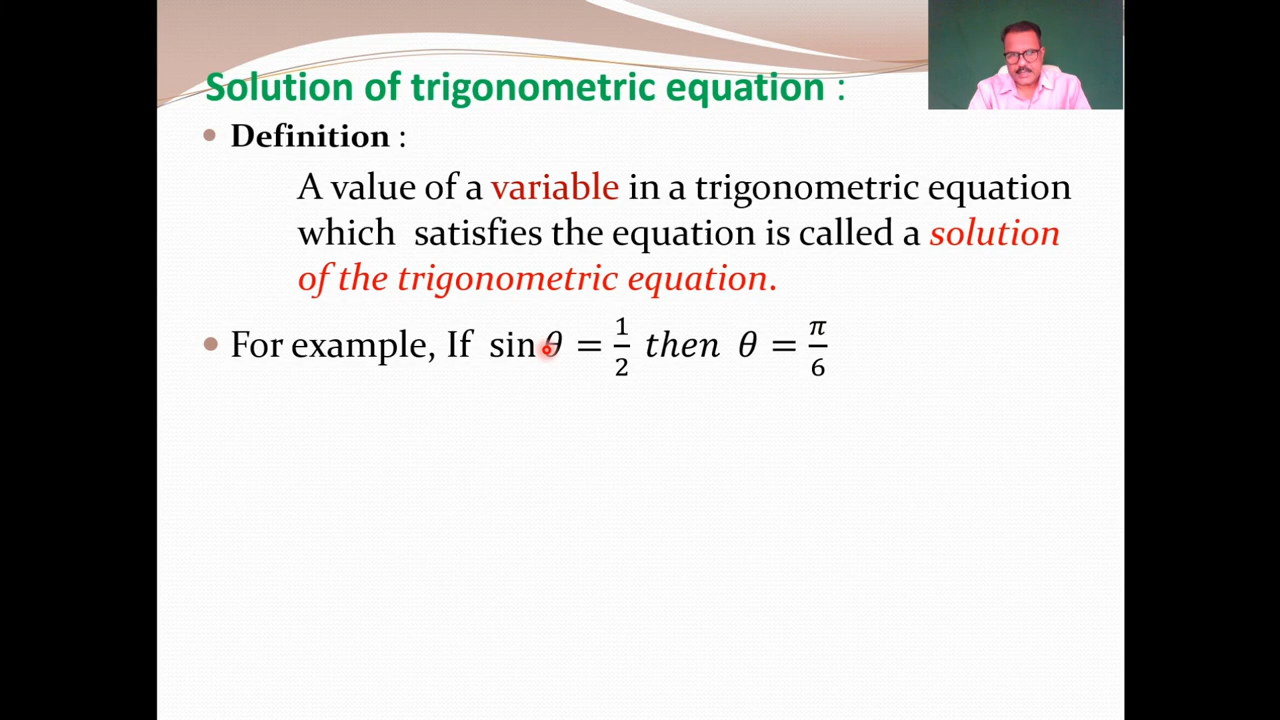 Solution of trigonometric equation :
Definition :
A value of a variable in a trigonometric equation
which satisfies the equation is called a solution
of the trigonometric equation.
For example, If sin θ = 1/2 then θ = π/6